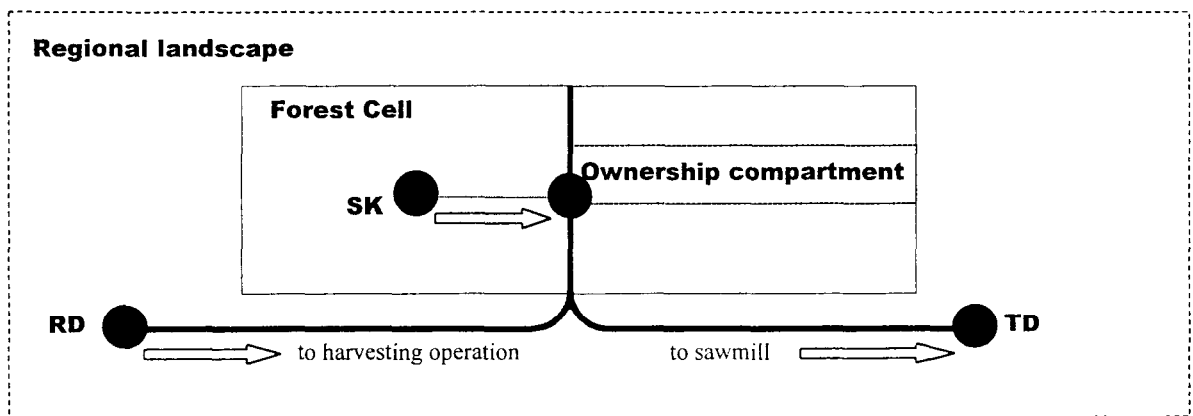 Regional landscape
Forest Cell
Ownership compartment
SK
RD
TD
to harvesting operation
to sawmill